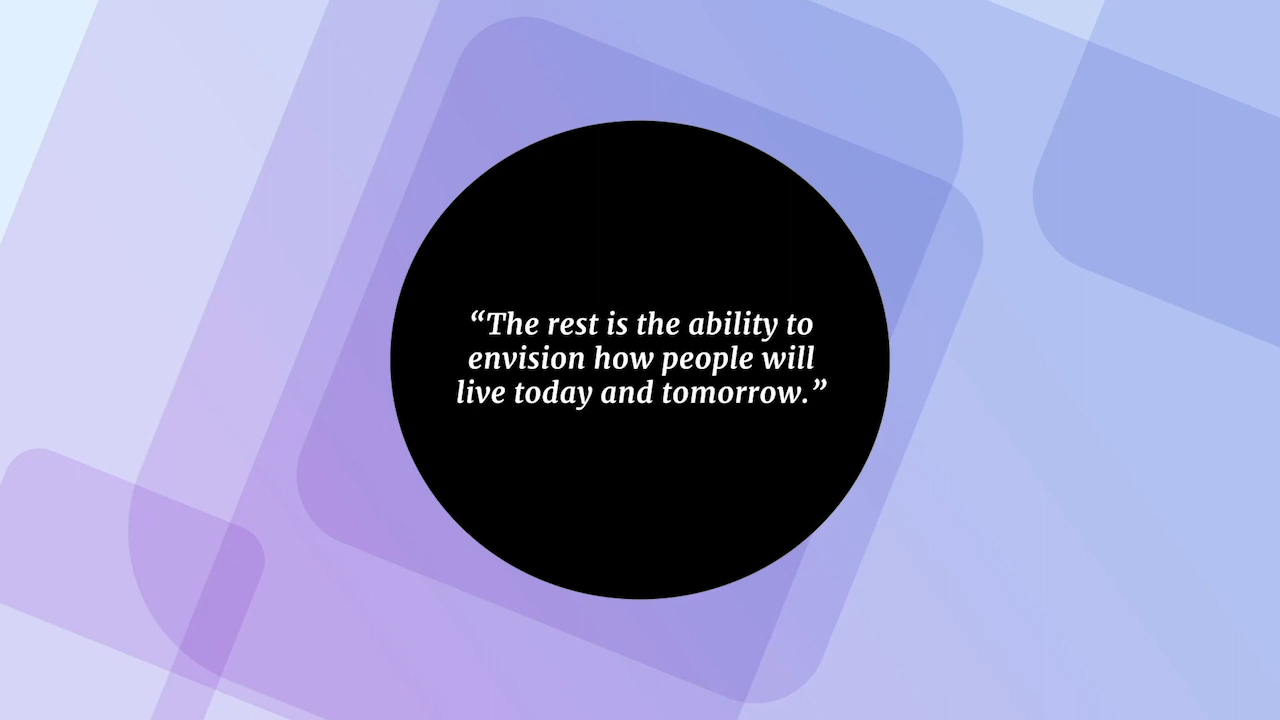 “The rest is the ability to
envision how people will
live today and tomorrow.”